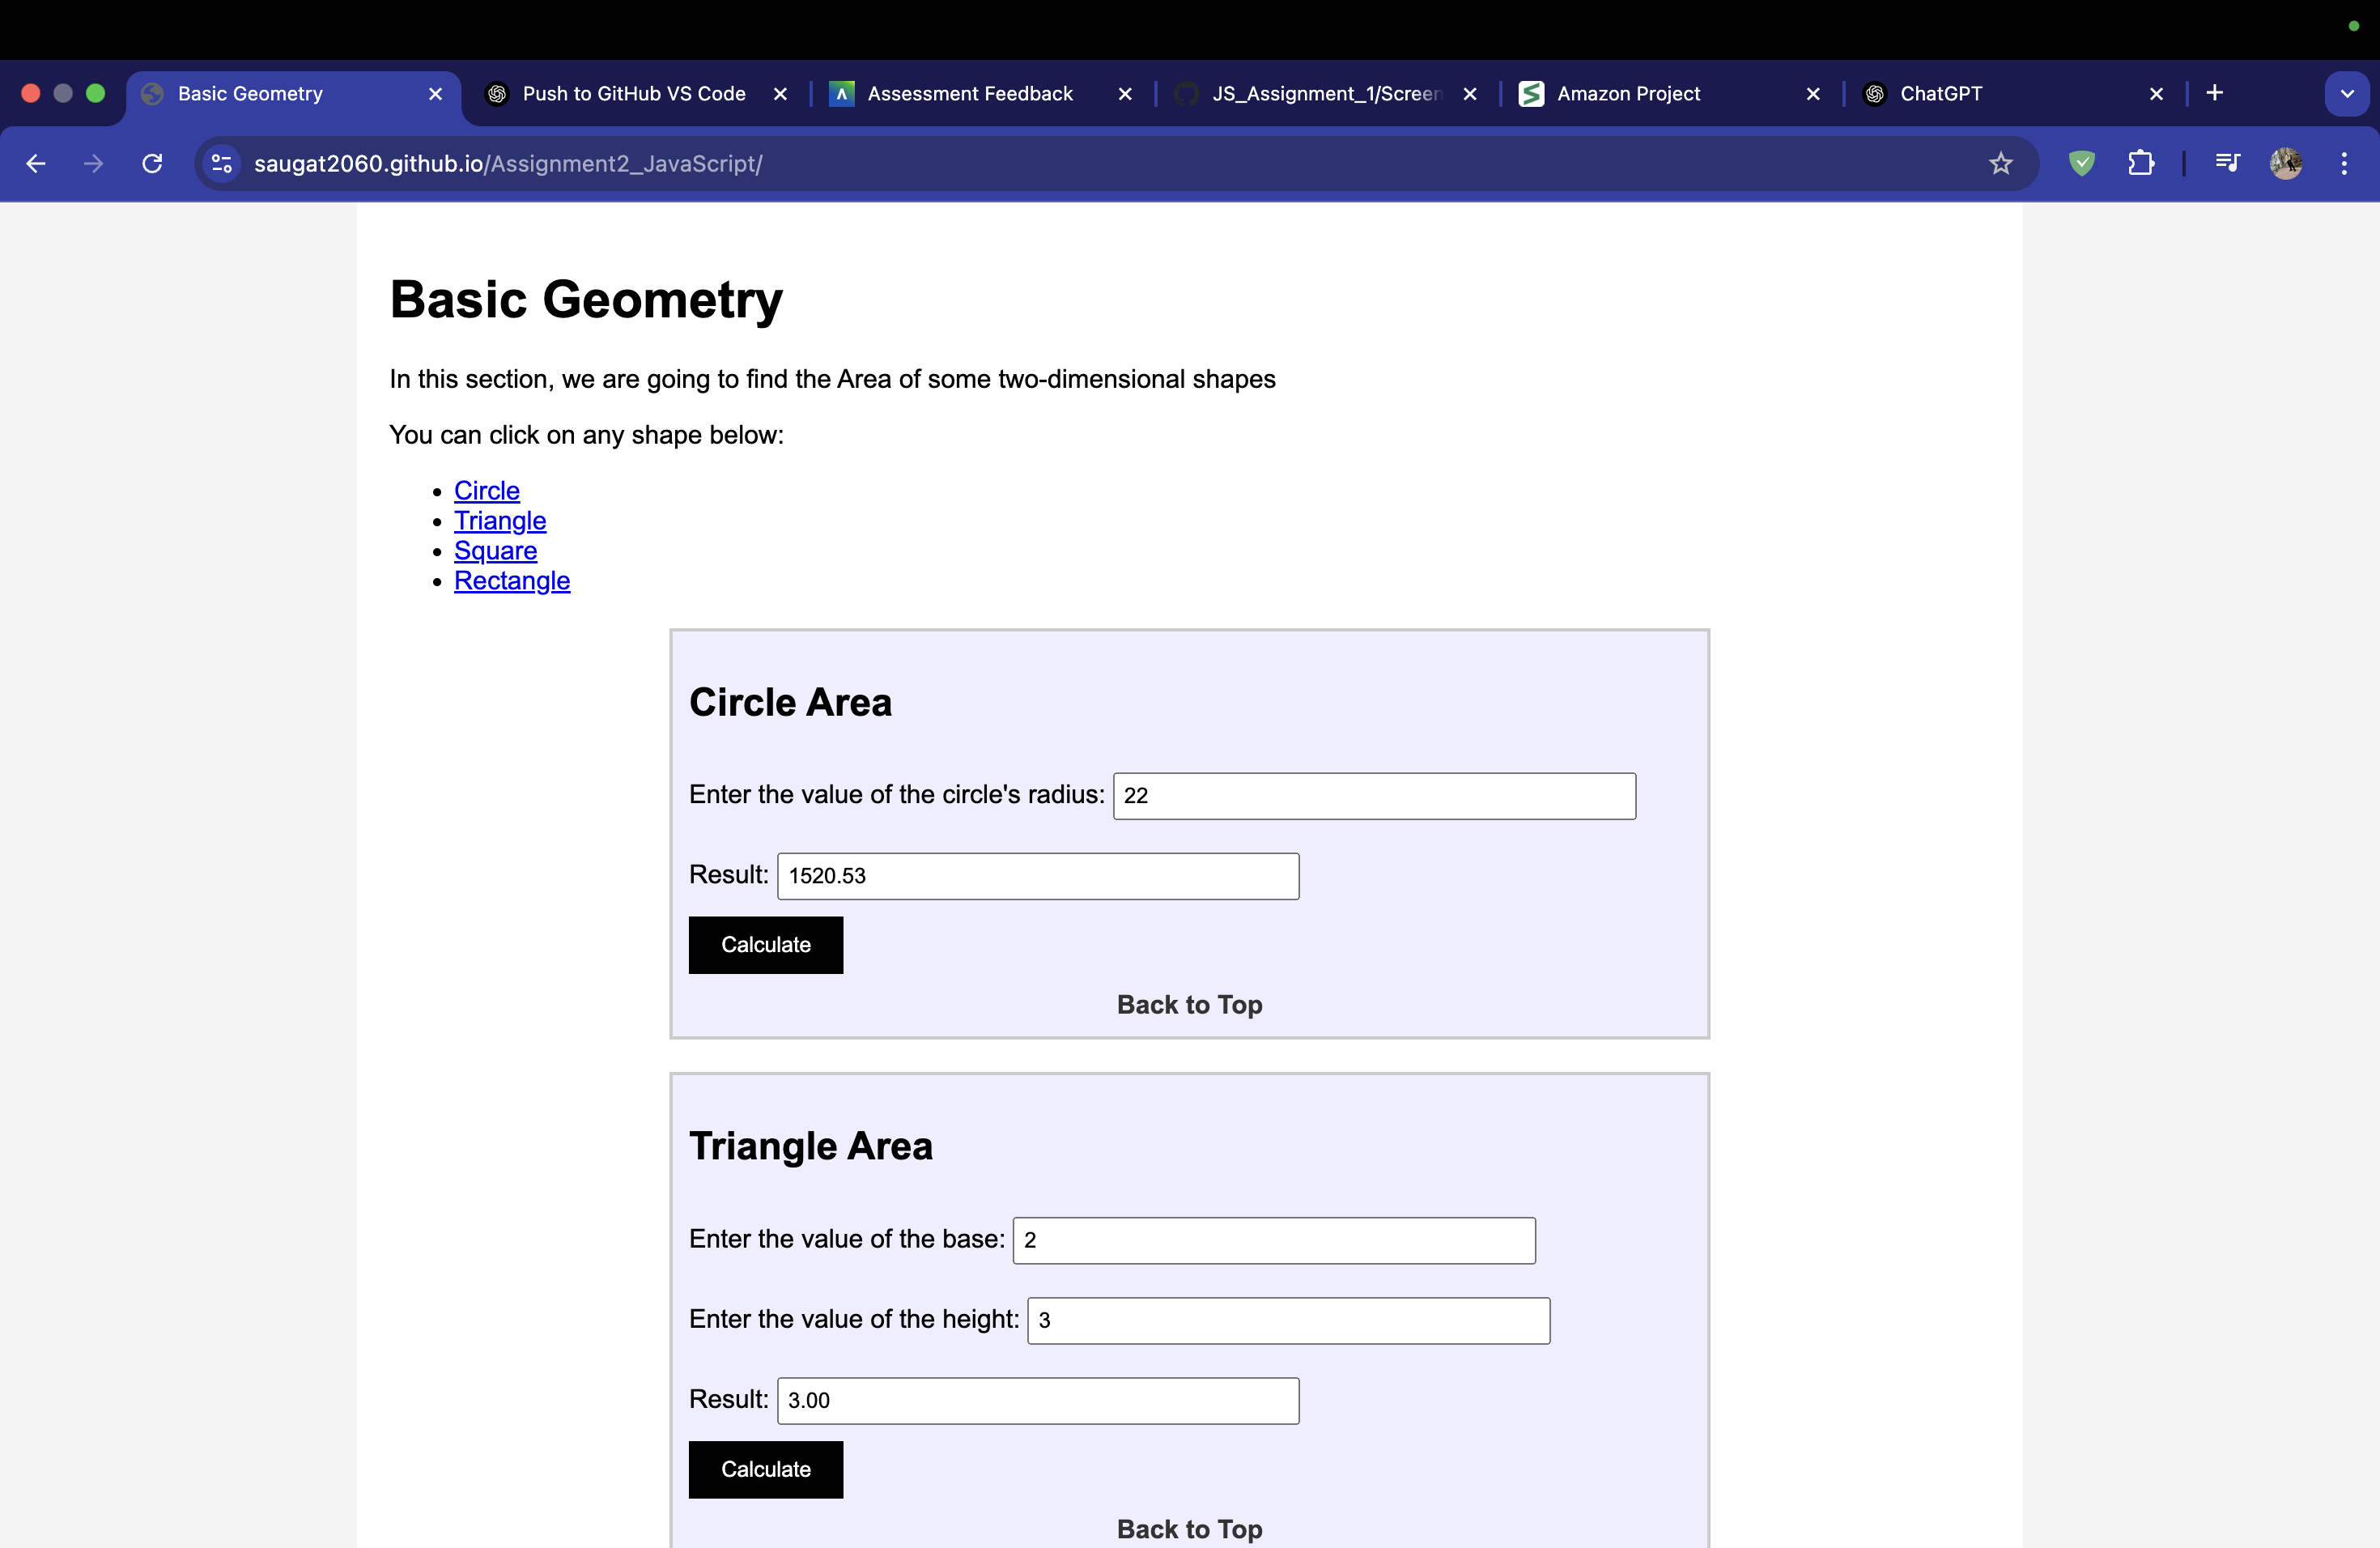 Basic Geometry
Push to GitHub VS Code
Assessment Feedback
JS_Assignment_1/Screen
Amazon Project
ChatGPT
saugat2060.github.io/Assignment2_JavaScript/
Basic Geometry
In this section, we are going to find the Area of some two-dimensional shapes
You can click on any shape below:
Circle
Triangle
Square
Rectangle
Circle Area
Enter the value of the circle's radius: 22
Result: 1520.53
Calculate
Back to Top
Triangle Area
Enter the value of the base: 2
Enter the value of the height: 3
Result: 3.00
Calculate
Back to Top